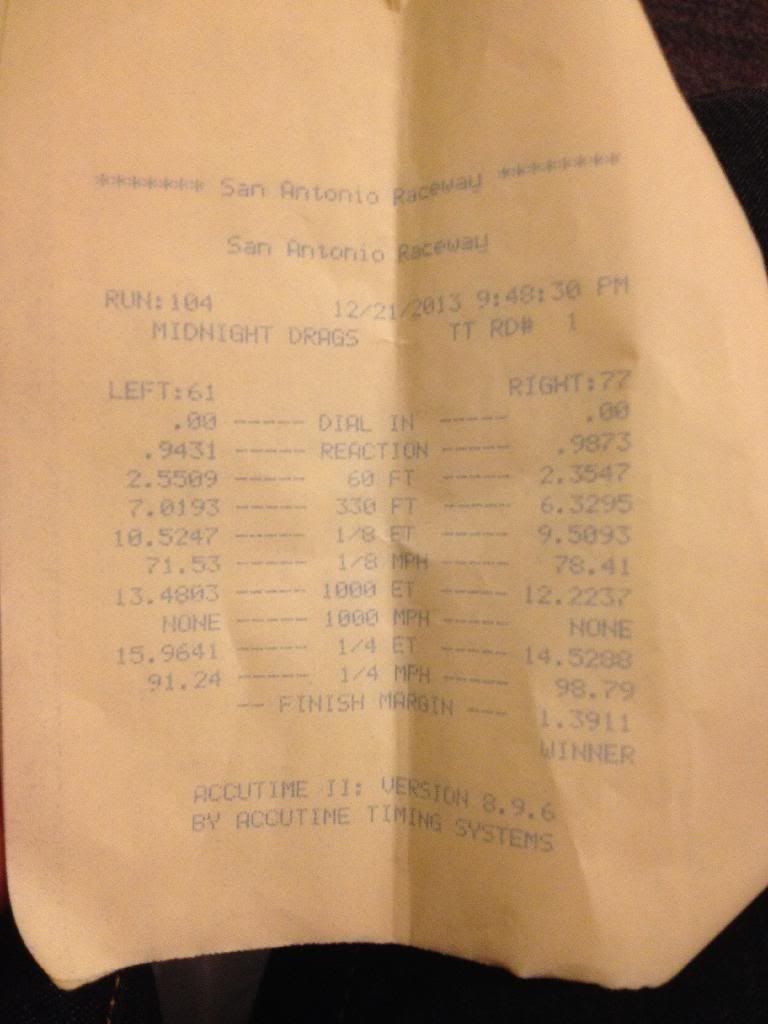 ******* San Antonio Raceway ********
San Antonio Raceway
RUN:104 12/21/2013 9:48:30 PM
MIDNIGHT DRAGS TT RD# 1
LEFT:61 RIGHT:77
.00 ----- DIAL IN ----- .00
.9431 ----- REACTION ----- .9873
2.5509 ----- 60 FT ----- 2.3547
7.0193 ----- 330 FT ----- 6.3295
10.5247 ----- 1/8 ET ----- 9.5093
71.53 ----- 1/8 MPH ----- 78.41
13.4803 ----- 1000 ET ----- 12.2237
NONE ----- 1000 MPH ----- NONE
15.9641 ----- 1/4 ET ----- 14.5288
91.24 ----- 1/4 MPH ----- 98.79
-- FINISH MARGIN --- 1.3911
WINNER
ACCUTIME II: VERSION 8.9.6
BY ACCUTIME TIMING SYSTEMS